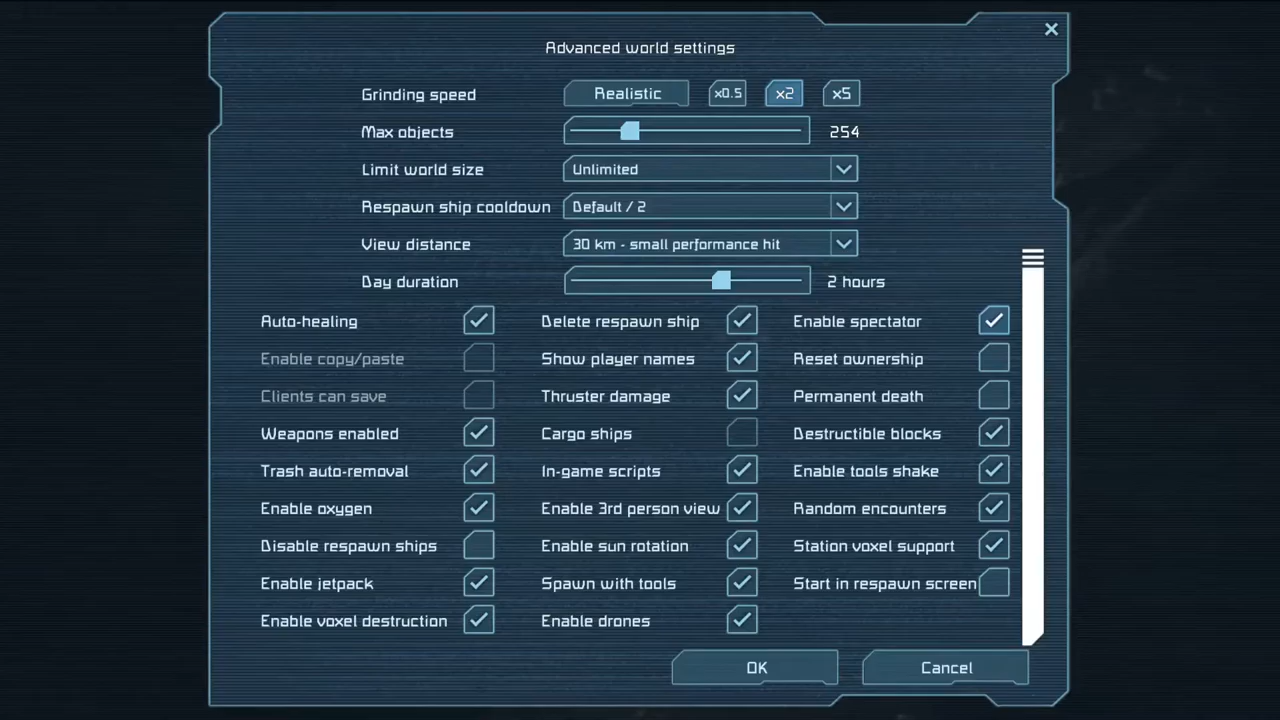 Advanced world settings
Grinding speed Realistic x0.5 x2 x5
Max objects 254
Limit world size Unlimited
Respawn ship cooldown Default / 2
View distance 30 km - small performance hit
Day duration 2 hours
Auto-healing Delete respawn ship Enable spectator
Enable copy/paste Show player names Reset ownership
Clients can save Thruster damage Permanent death
Weapons enabled Cargo ships Destructible blocks
Trash auto-removal In-game scripts Enable tools shake
Enable oxygen Enable 3rd person view Random encounters
Disable respawn ships Enable sun rotation Station voxel support
Enable jetpack Spawn with tools Start in respawn screen
Enable voxel destruction Enable drones
OK Cancel